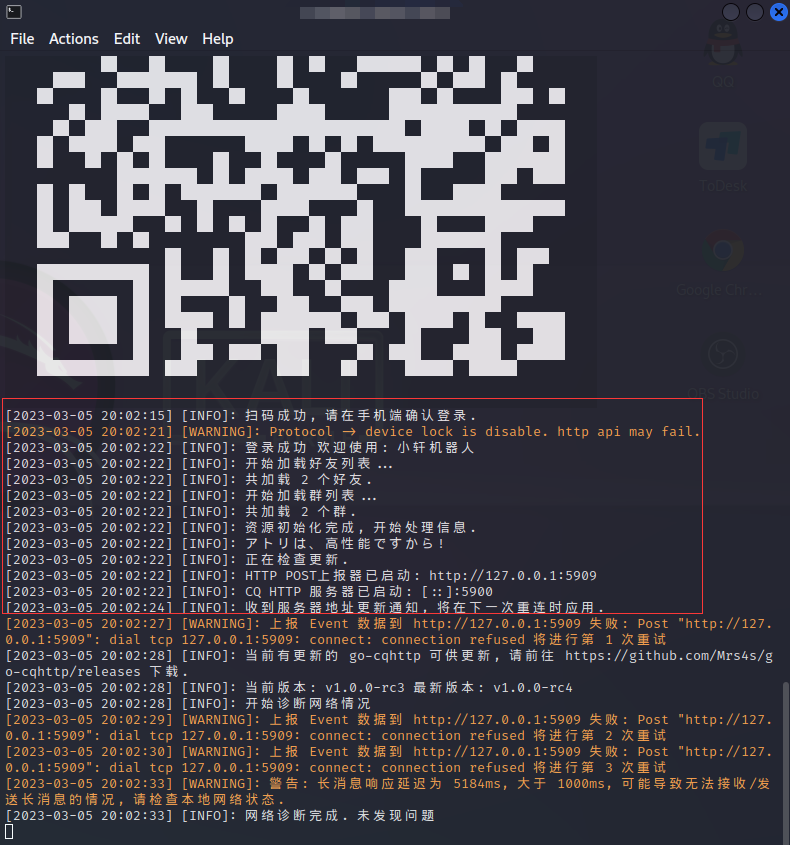 File Actions Edit View Help
QQ
ToDesk
Google Chr...
KALI
OBS Studio
[2023-03-05 20:02:15] [INFO]: 扫码成功, 请在手机端确认登录.
[2023-03-05 20:02:21] [WARNING]: Protocol -> device lock is disable. http api may fail.
[2023-03-05 20:02:22] [INFO]: 登录成功 欢迎使用: 小轩机器人
[2023-03-05 20:02:22] [INFO]: 开始加载好友列表...
[2023-03-05 20:02:22] [INFO]: 共加载 2 个好友.
[2023-03-05 20:02:22] [INFO]: 开始加载群列表...
[2023-03-05 20:02:22] [INFO]: 共加载 2 个群.
[2023-03-05 20:02:22] [INFO]: 资源初始化完成, 开始处理信息.
[2023-03-05 20:02:22] [INFO]: アトリは、高性能ですから!
[2023-03-05 20:02:22] [INFO]: 正在检查更新.
[2023-03-05 20:02:22] [INFO]: HTTP POST上报器已启动: http://127.0.0.1:5909
[2023-03-05 20:02:22] [INFO]: CQ HTTP 服务器已启动: [::]:5900
[2023-03-05 20:02:24] [INFO]: 收到服务器地址更新通知, 将在下一次重连时应用.
[2023-03-05 20:02:27] [WARNING]: 上报 Event 数据到 http://127.0.0.1:5909 失败: Post "http://127.
0.0.1:5909": dial tcp 127.0.0.1:5909: connect: connection refused 将进行第 1 次重试
[2023-03-05 20:02:28] [INFO]: 当前有更新的 go-cqhttp 可供更新, 请前往 https://github.com/Mrs4s/g
o-cqhttp/releases 下载.
[2023-03-05 20:02:28] [INFO]: 当前版本: v1.0.0-rc3 最新版本: v1.0.0-rc4
[2023-03-05 20:02:28] [INFO]: 开始诊断网络情况
[2023-03-05 20:02:29] [WARNING]: 上报 Event 数据到 http://127.0.0.1:5909 失败: Post "http://127.
0.0.1:5909": dial tcp 127.0.0.1:5909: connect: connection refused 将进行第 2 次重试
[2023-03-05 20:02:30] [WARNING]: 上报 Event 数据到 http://127.0.0.1:5909 失败: Post "http://127.
0.0.1:5909": dial tcp 127.0.0.1:5909: connect: connection refused 将进行第 3 次重试
[2023-03-05 20:02:33] [WARNING]: 警告: 长消息响应延迟为 5184ms, 大于 1000ms, 可能导致无法接收/发
送长消息的情况, 请检查本地网络状态.
[2023-03-05 20:02:33] [INFO]: 网络诊断完成. 未发现问题